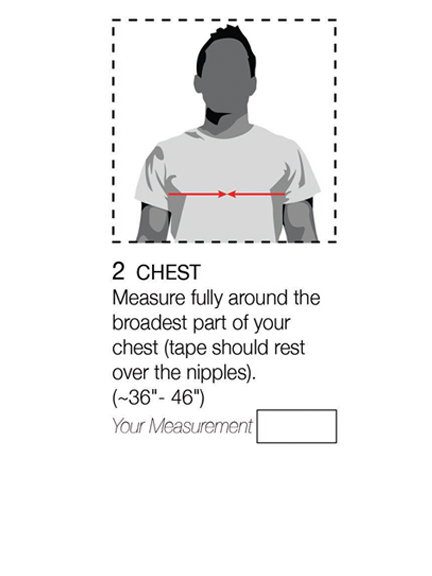 2 CHEST
Measure fully around the
broadest part of your
chest (tape should rest
over the nipples).
(~36"- 46")
Your Measurement